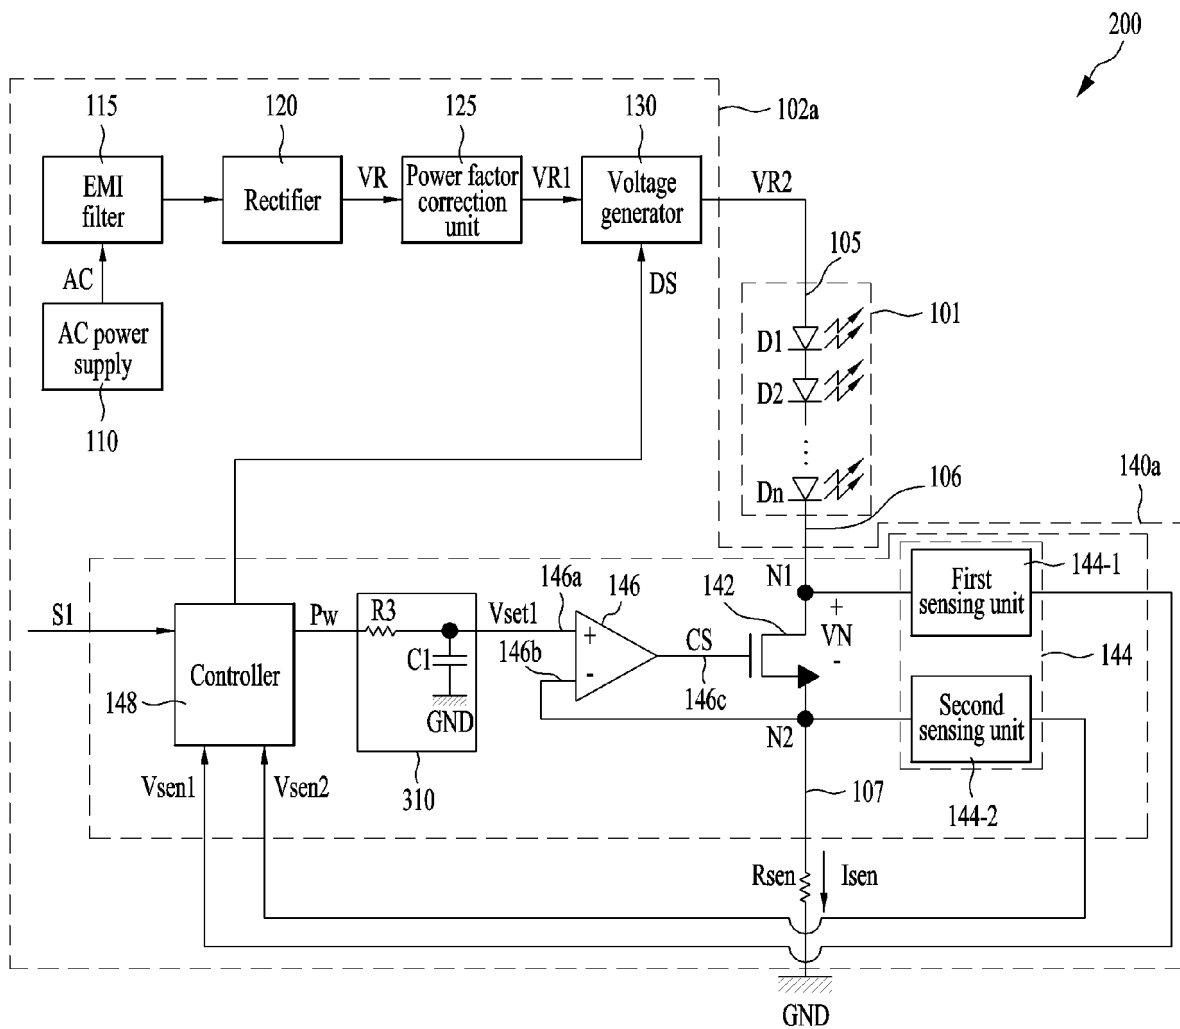 200
115
120
125
130
102a
EMI
filter
Rectifier
VR
Power factor
correction
unit
VR1
Voltage
generator
VR2
AC
DS
105
AC power
supply
110
101
D1
D2
Dn
106
140a
N1
First
sensing unit
144-1
S1
Pw
R3
Vset1
146a
146
142
+
VN
-
C1
146b
+
-
CS
146c
144
Controller
148
GND
N2
Second
sensing unit
Vsen1
Vsen2
310
107
144-2
Rsen
Isen
GND